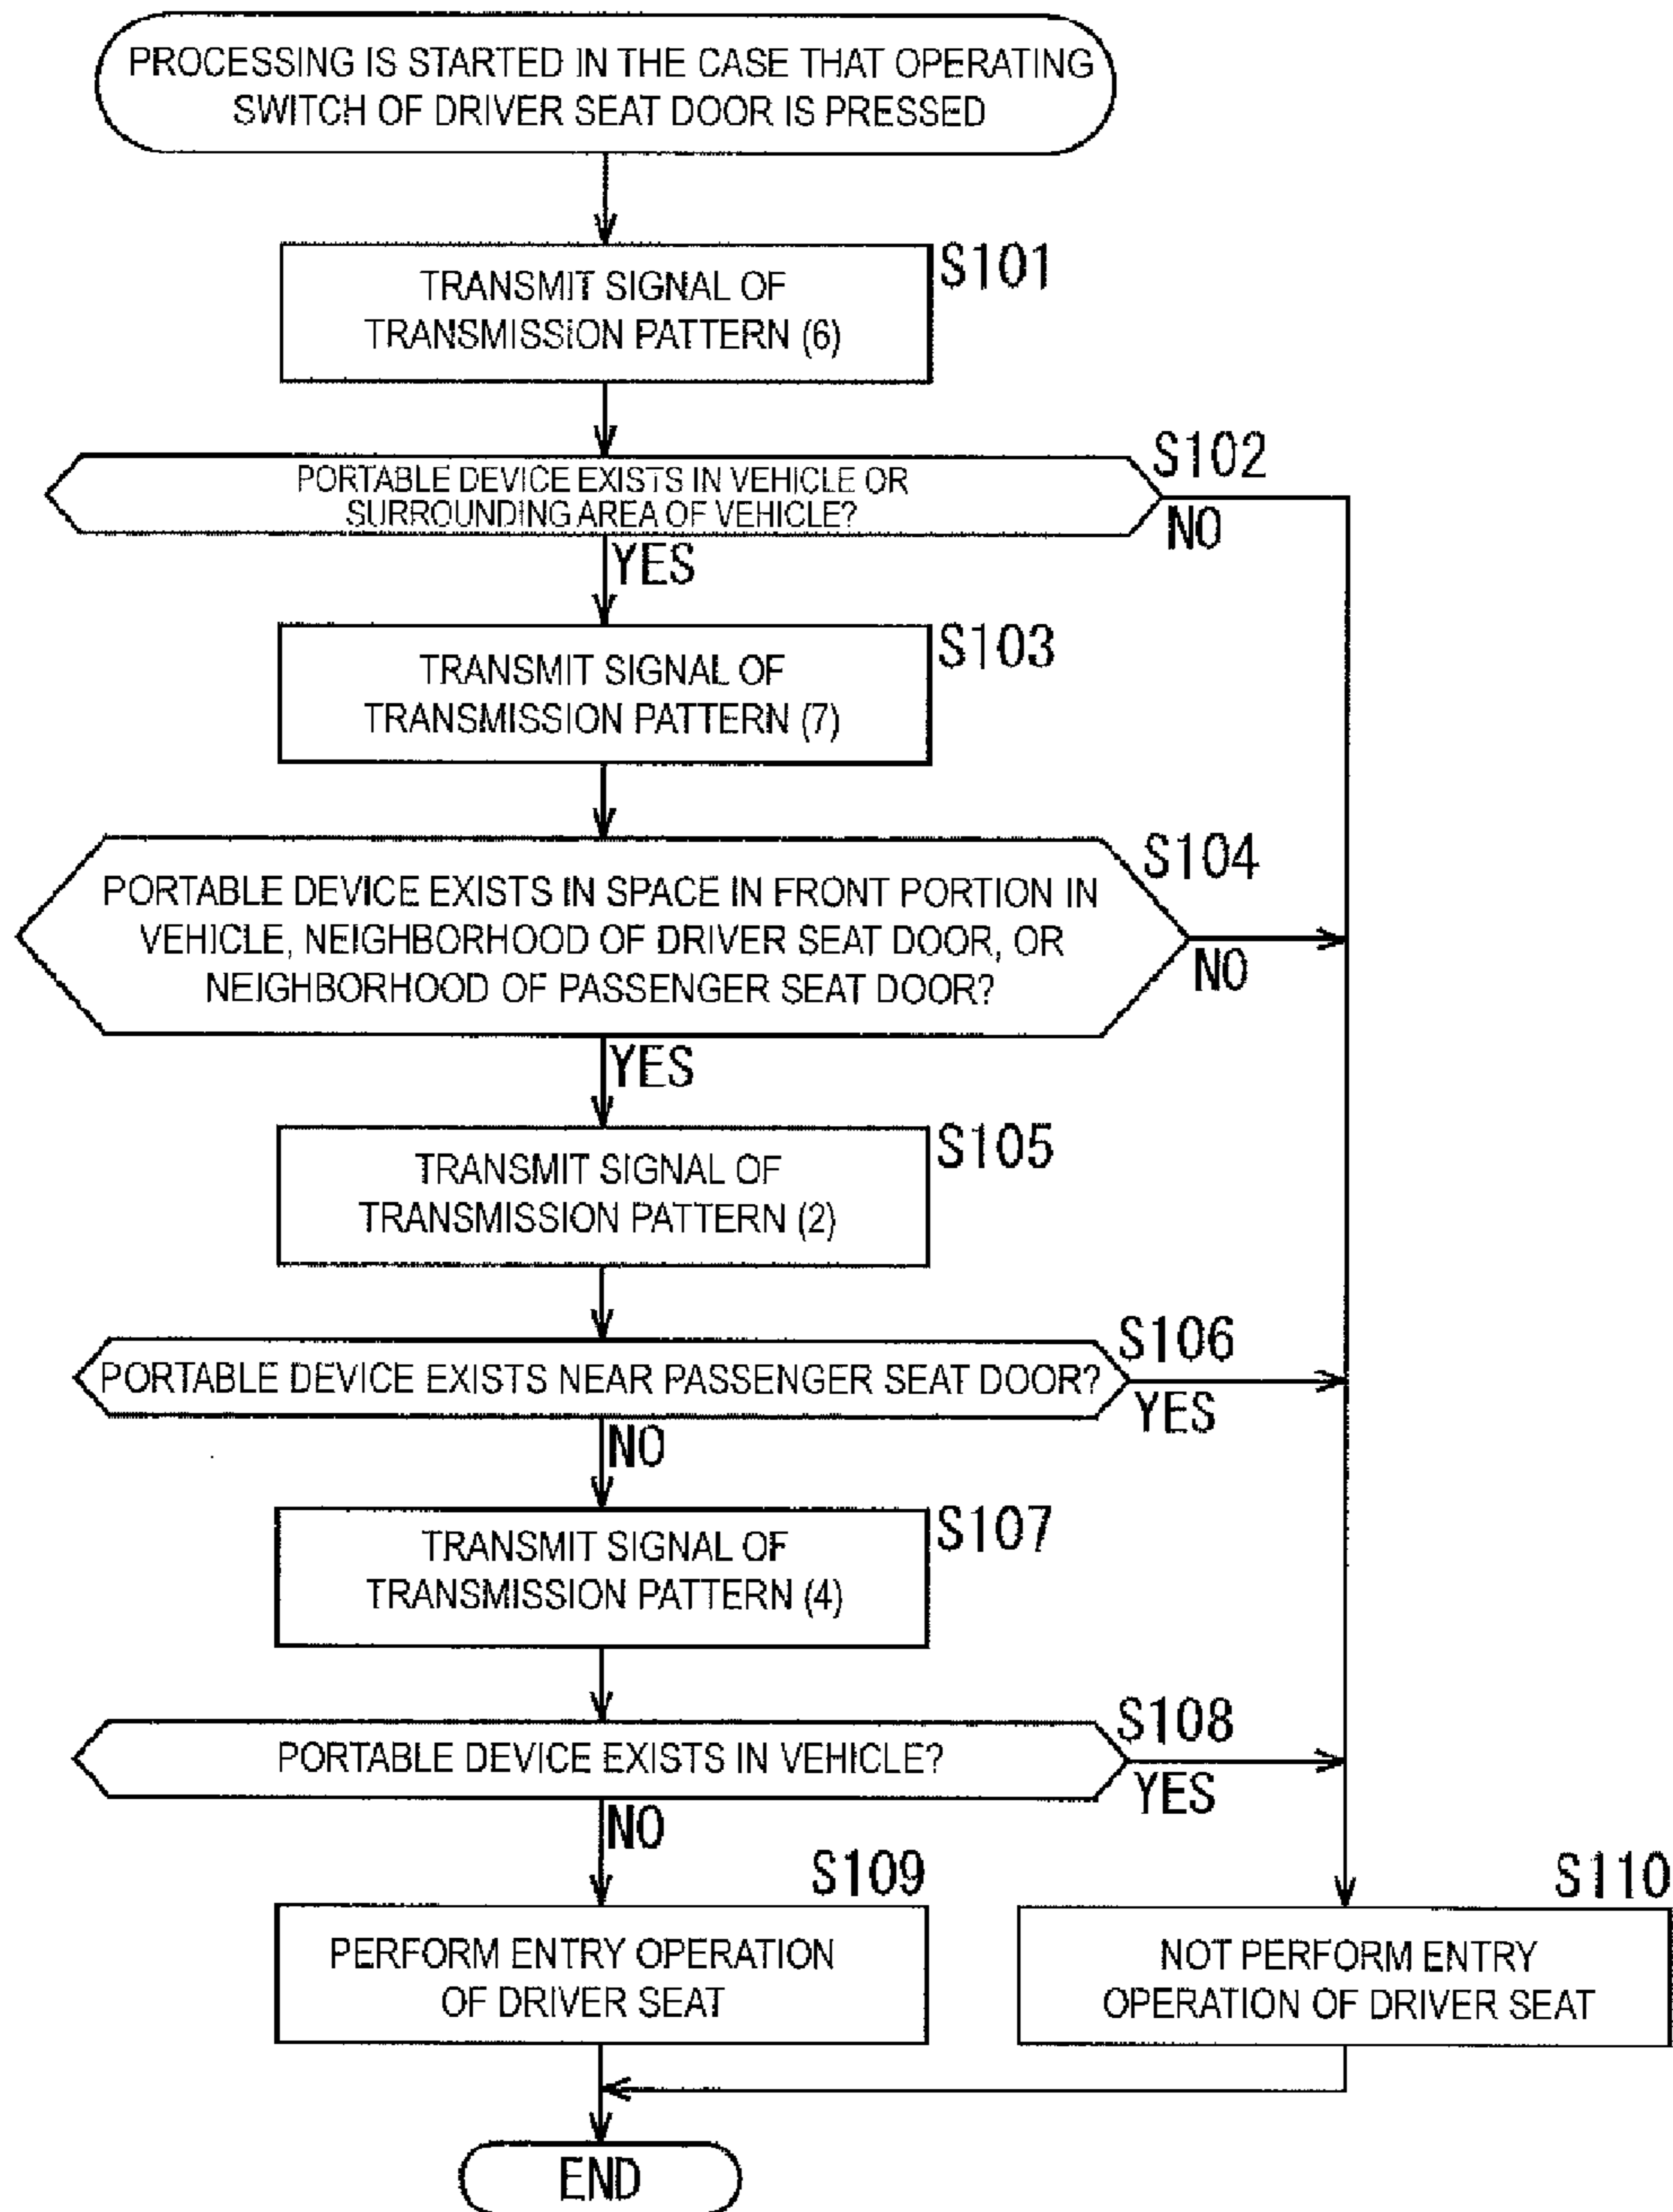 PROCESSING IS STARTED IN THE CASE THAT OPERATING
SWITCH OF DRIVER SEAT DOOR IS PRESSED
S101
TRANSMIT SIGNAL OF
TRANSMISSION PATTERN (6)
S102
PORTABLE DEVICE EXISTS IN VEHICLE OR
SURROUNDING AREA OF VEHICLE?
NO
YES
S103
TRANSMIT SIGNAL OF
TRANSMISSION PATTERN (7)
S104
PORTABLE DEVICE EXISTS IN SPACE IN FRONT PORTION IN
VEHICLE, NEIGHBORHOOD OF DRIVER SEAT DOOR, OR
NEIGHBORHOOD OF PASSENGER SEAT DOOR?
NO
YES
S105
TRANSMIT SIGNAL OF
TRANSMISSION PATTERN (2)
S106
PORTABLE DEVICE EXISTS NEAR PASSENGER SEAT DOOR?
YES
NO
S107
TRANSMIT SIGNAL OF
TRANSMISSION PATTERN (4)
S108
PORTABLE DEVICE EXISTS IN VEHICLE?
YES
NO
S109
PERFORM ENTRY OPERATION
OF DRIVER SEAT
S110
NOT PERFORM ENTRY
OPERATION OF DRIVER SEAT
END